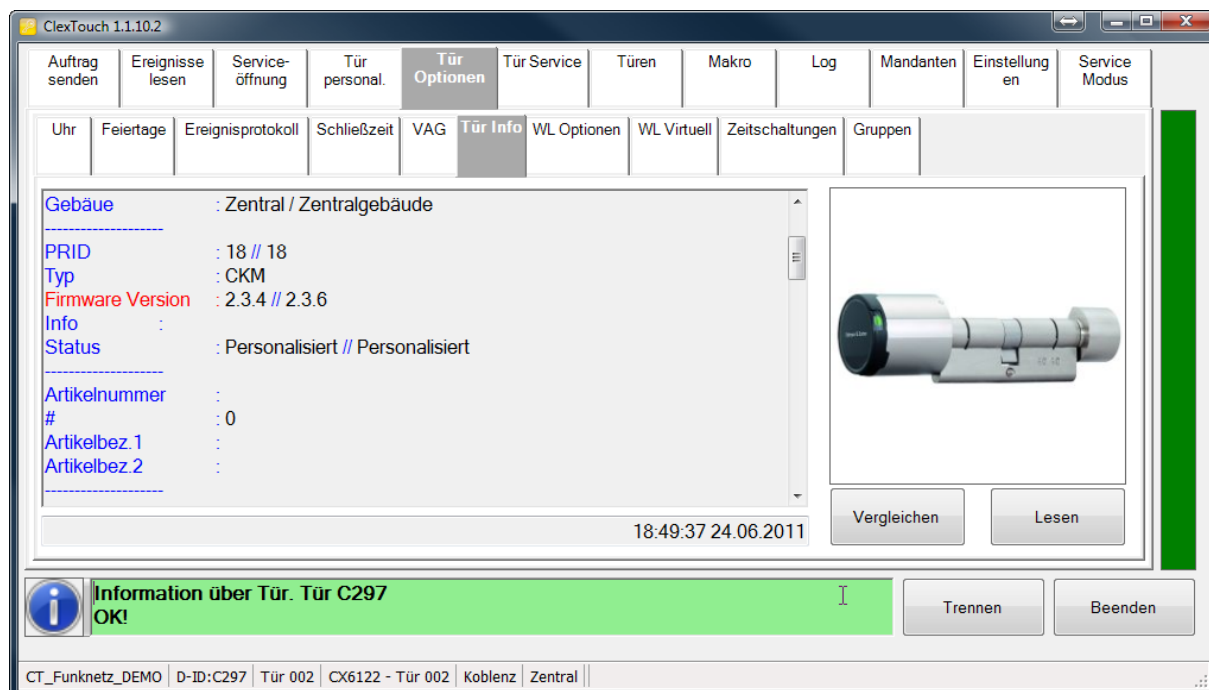 ClexTouch 1.1.10.2
Auftrag senden
Ereignisse lesen
Service-öffnung
Tür personal.
Tür Optionen
Tür Service
Türen
Makro
Log
Mandanten
Einstellungen
Service Modus
Uhr
Feiertage
Ereignisprotokoll
Schließzeit
VAG
Tür Info
WL Optionen
WL Virtuell
Zeitschaltungen
Gruppen
Gebäue : Zentral / Zentralgebäude
--------------------
PRID : 18 // 18
Typ : CKM
Firmware Version : 2.3.4 // 2.3.6
Info :
Status : Personalisiert // Personalisiert
--------------------
Artikelnummer :
# : 0
Artikelbez.1 :
Artikelbez.2 :
--------------------
18:49:37 24.06.2011
Vergleichen
Lesen
Information über Tür. Tür C297
OK!
Trennen
Beenden
CT_Funknetz_DEMO D-ID:C297 Tür 002 CX6122 - Tür 002 Koblenz Zentral